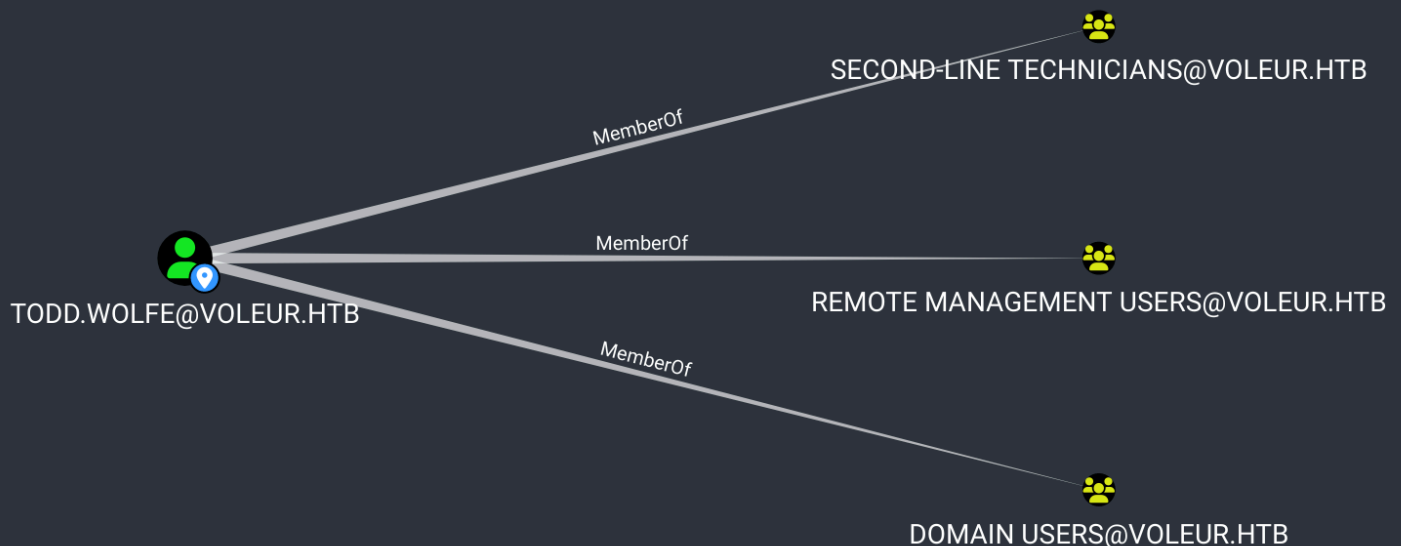 SECOND-LINE TECHNICIANS@VOLEUR.HTB
MemberOf
MemberOf
TODD.WOLFE@VOLEUR.HTB
REMOTE MANAGEMENT USERS@VOLEUR.HTB
MemberOf
DOMAIN USERS@VOLEUR.HTB